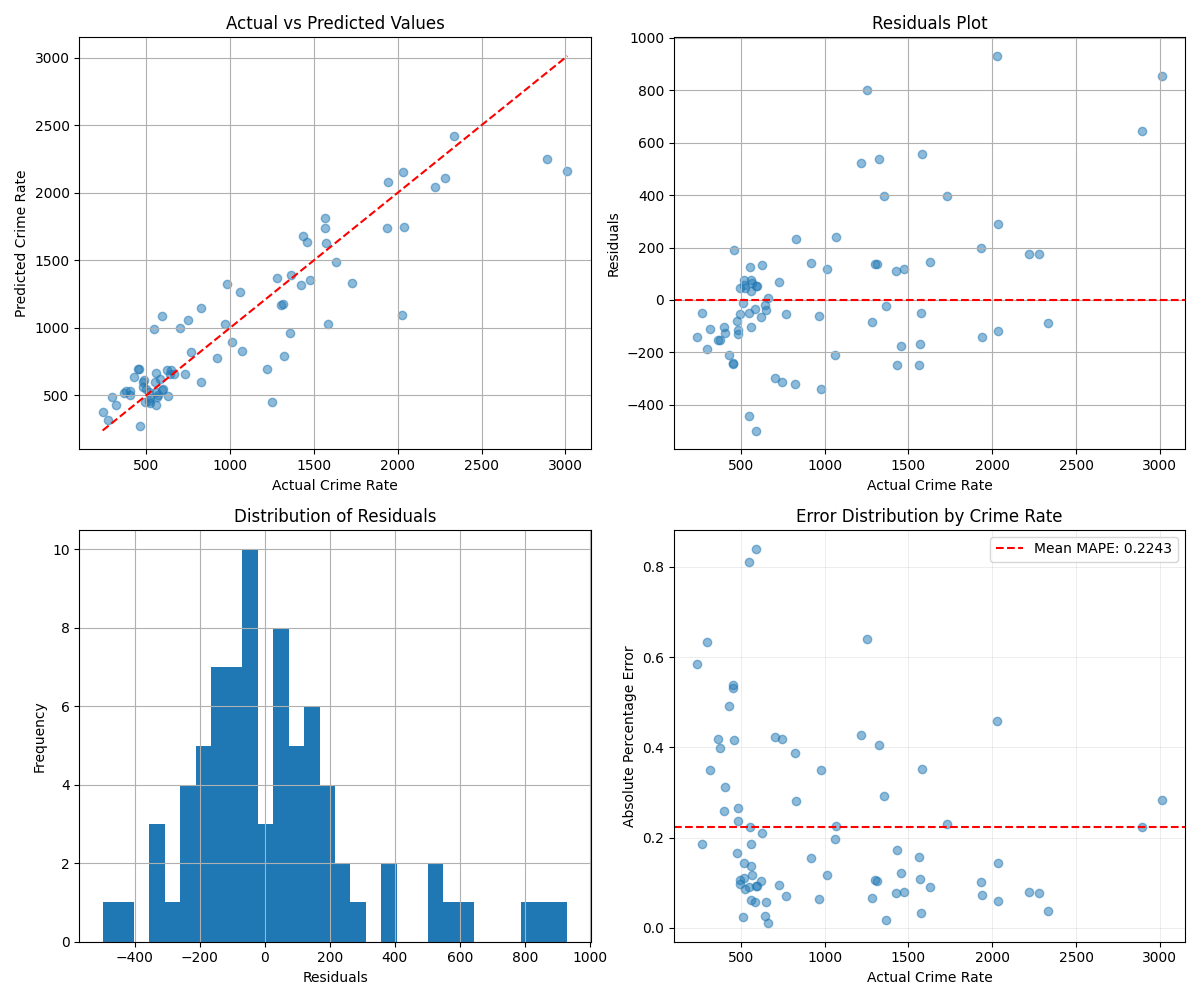 Actual vs Predicted Values
3000
2500
2000
1500
1000
500
Predicted Crime Rate
500 1000 1500 2000 2500 3000
Actual Crime Rate
Residuals Plot
1000
800
600
400
200
0
−200
−400
Residuals
500 1000 1500 2000 2500 3000
Actual Crime Rate
Distribution of Residuals
10
8
6
4
2
0
Frequency
−400 −200 0 200 400 600 800 1000
Residuals
Error Distribution by Crime Rate
Mean MAPE: 0.2243
0.8
0.6
0.4
0.2
0.0
Absolute Percentage Error
500 1000 1500 2000 2500 3000
Actual Crime Rate